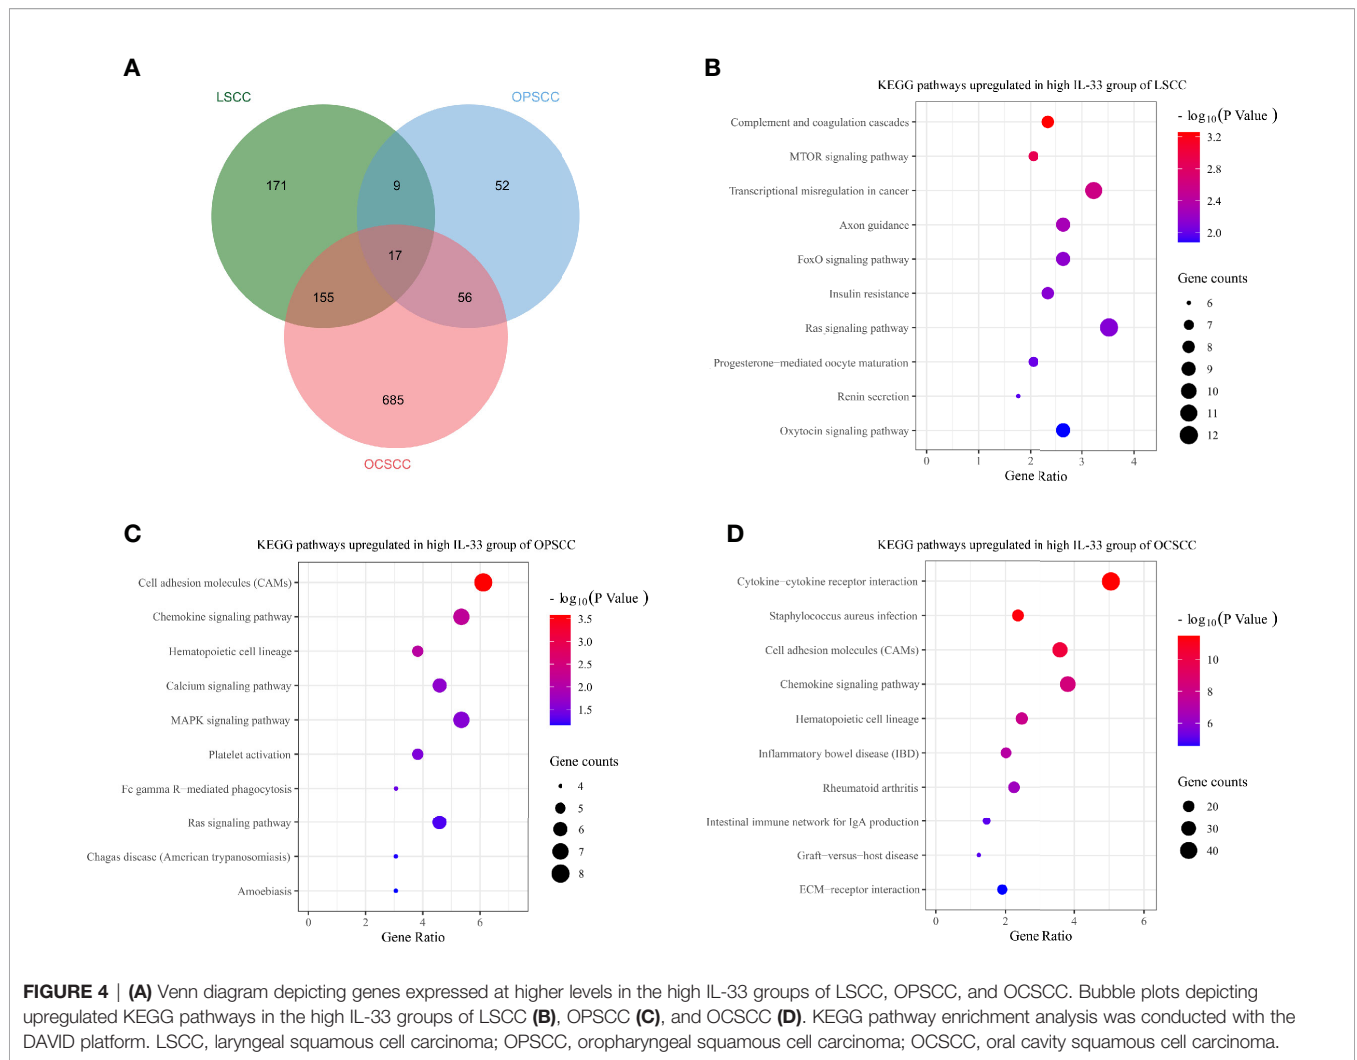 A
LSCC
OPSCC
171
9
52
17
155
56
685
OCSCC
B
KEGG pathways upregulated in high IL-33 group of LSCC
Complement and coagulation cascades
MTOR signaling pathway
Transcriptional misregulation in cancer
Axon guidance
FoxO signaling pathway
Insulin resistance
Ras signaling pathway
Progesterone−mediated oocyte maturation
Renin secretion
Oxytocin signaling pathway
0 1 2 3 4
Gene Ratio
- log10(P Value )
3.2
2.8
2.4
2.0
Gene counts
6
7
8
9
10
11
12
C
KEGG pathways upregulated in high IL-33 group of OPSCC
Cell adhesion molecules (CAMs)
Chemokine signaling pathway
Hematopoietic cell lineage
Calcium signaling pathway
MAPK signaling pathway
Platelet activation
Fc gamma R−mediated phagocytosis
Ras signaling pathway
Chagas disease (American trypanosomiasis)
Amoebiasis
0 2 4 6
Gene Ratio
- log10(P Value )
3.5
3.0
2.5
2.0
1.5
Gene counts
4
5
6
7
8
D
KEGG pathways upregulated in high IL-33 group of OCSCC
Cytokine−cytokine receptor interaction
Staphylococcus aureus infection
Cell adhesion molecules (CAMs)
Chemokine signaling pathway
Hematopoietic cell lineage
Inflammatory bowel disease (IBD)
Rheumatoid arthritis
Intestinal immune network for IgA production
Graft−versus−host disease
ECM−receptor interaction
0 2 4 6
Gene Ratio
- log10(P Value )
10
8
6
Gene counts
20
30
40
FIGURE 4 | (A) Venn diagram depicting genes expressed at higher levels in the high IL-33 groups of LSCC, OPSCC, and OCSCC. Bubble plots depicting
upregulated KEGG pathways in the high IL-33 groups of LSCC (B), OPSCC (C), and OCSCC (D). KEGG pathway enrichment analysis was conducted with the
DAVID platform. LSCC, laryngeal squamous cell carcinoma; OPSCC, oropharyngeal squamous cell carcinoma; OCSCC, oral cavity squamous cell carcinoma.